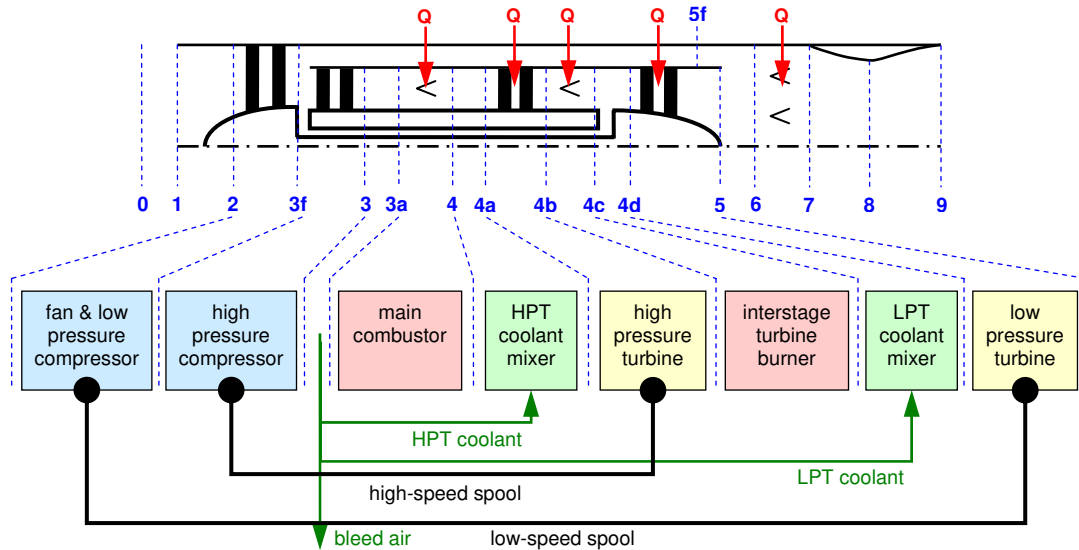 Q Q Q Q Q
5f
0 1 2 3f 3 3a 4 4a 4b 4c 4d 5 6 7 8 9
fan & low
pressure
compressor
high
pressure
compressor
main
combustor
HPT
coolant
mixer
high
pressure
turbine
interstage
turbine
burner
LPT
coolant
mixer
low
pressure
turbine
HPT coolant
LPT coolant
high-speed spool
bleed air
low-speed spool